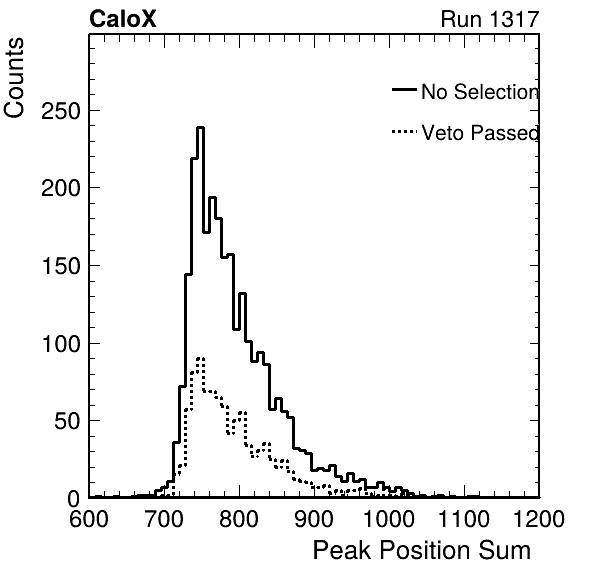 CaloX Run 1317
Counts
No Selection
Veto Passed
250
200
150
100
50
0
600 700 800 900 1000 1100 1200
Peak Position Sum